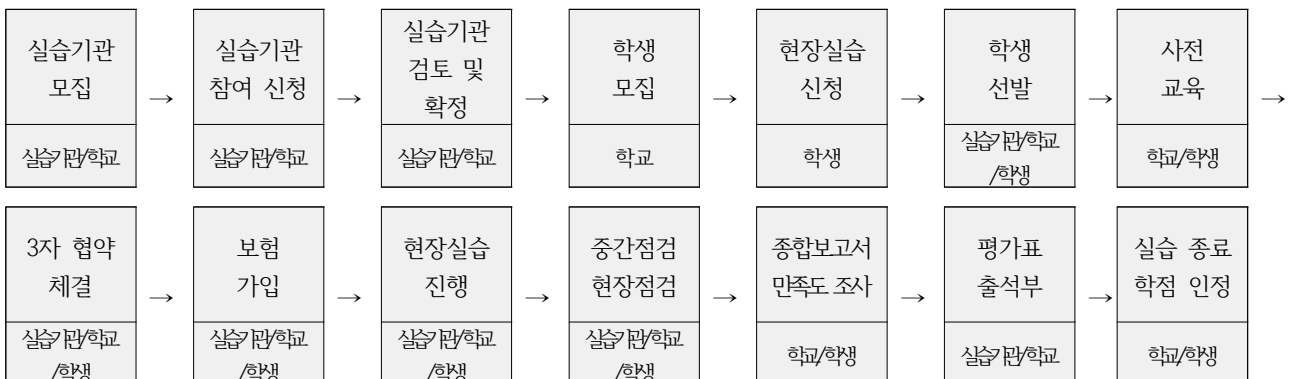 실습기관
모집
실습기관/학교
→
실습기관
참여 신청
실습기관/학교
→
실습기관
검토 및
확정
실습기관/학교
→
학생
모집
학교
→
현장실습
신청
학생
→
학생
선발
실습기관/학교
/학생
→
사전
교육
학교/학생
→
3자 협약
체결
실습기관/학교
/학생
→
보험
가입
실습기관/학교
/학생
→
현장실습
진행
실습기관/학교
/학생
→
중간점검
현장점검
실습기관/학교
/학생
→
종합보고서
만족도 조사
학교/학생
→
평가표
출석부
실습기관/학교
→
실습 종료
학점 인정
학교/학생